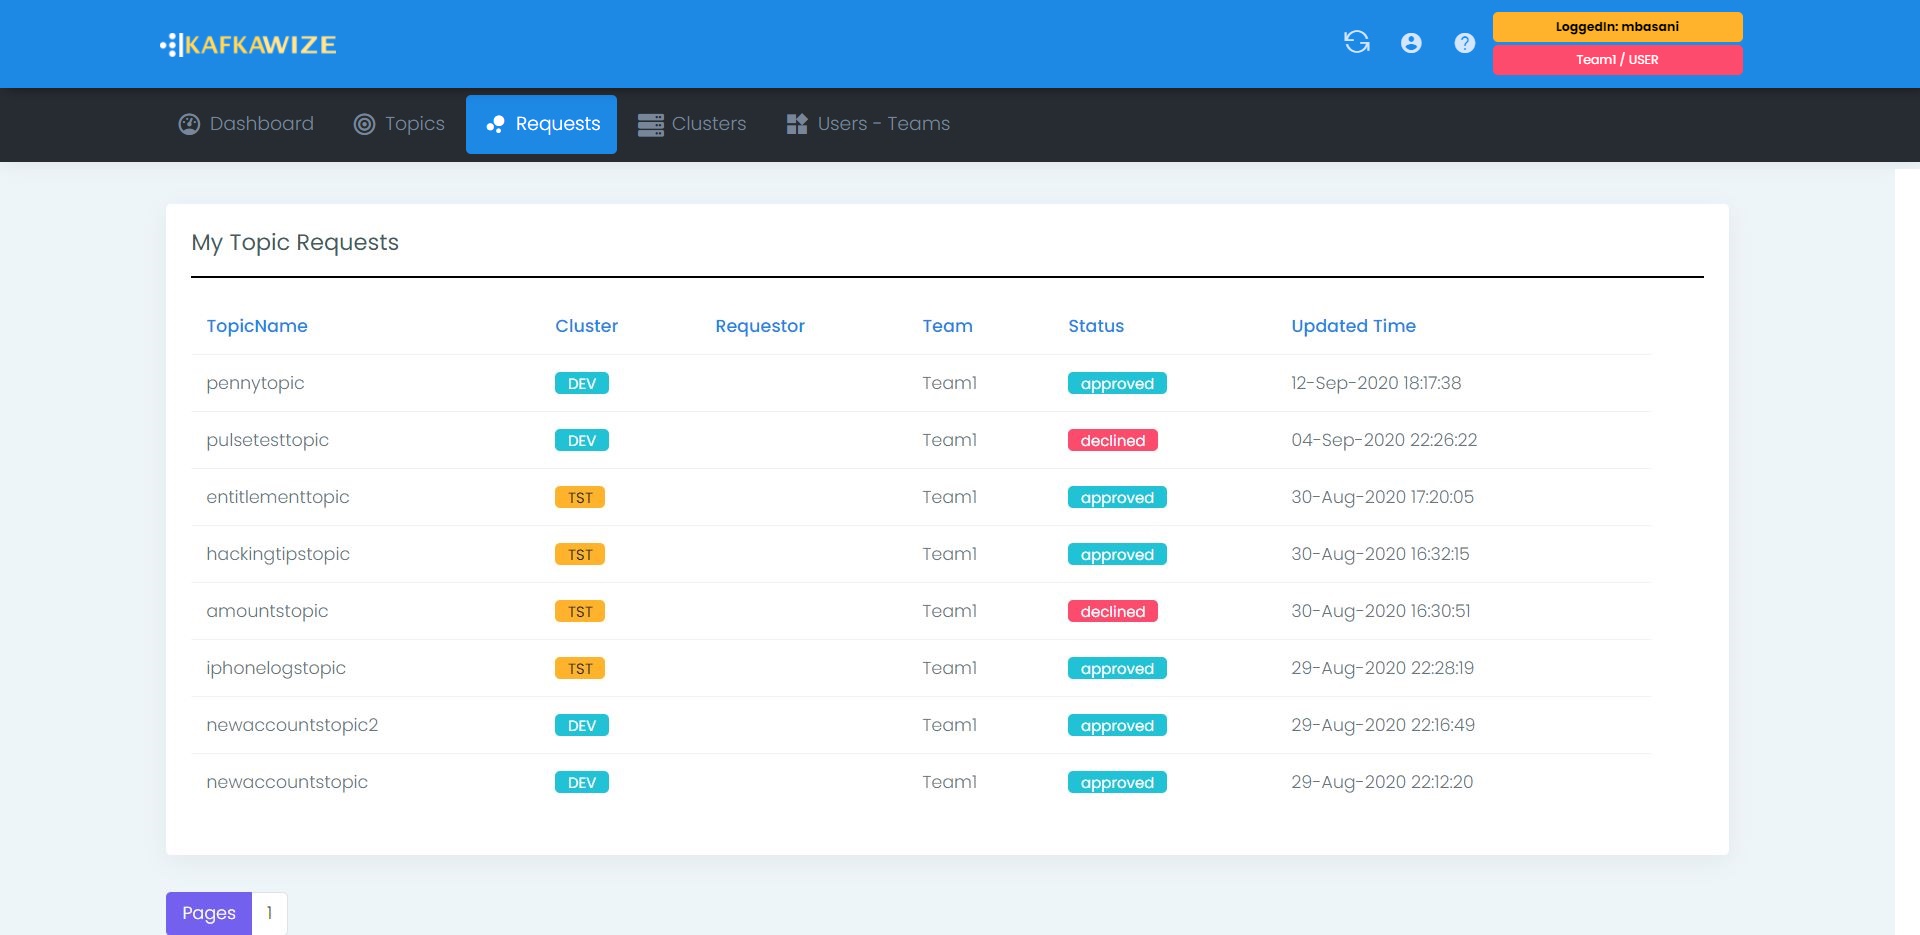 KAFKAWIZE
LoggedIn: mbasani
Team1 / USER
Dashboard Topics Requests Clusters Users - Teams
My Topic Requests
TopicName Cluster Requestor Team Status Updated Time
pennytopic DEV Team1 approved 12-Sep-2020 18:17:38
pulsetesttopic DEV Team1 declined 04-Sep-2020 22:26:22
entitlementtopic TST Team1 approved 30-Aug-2020 17:20:05
hackingtipstopic TST Team1 approved 30-Aug-2020 16:32:15
amountstopic TST Team1 declined 30-Aug-2020 16:30:51
iphonelogstopic TST Team1 approved 29-Aug-2020 22:28:19
newaccountstopic2 DEV Team1 approved 29-Aug-2020 22:16:49
newaccountstopic DEV Team1 approved 29-Aug-2020 22:12:20
Pages 1